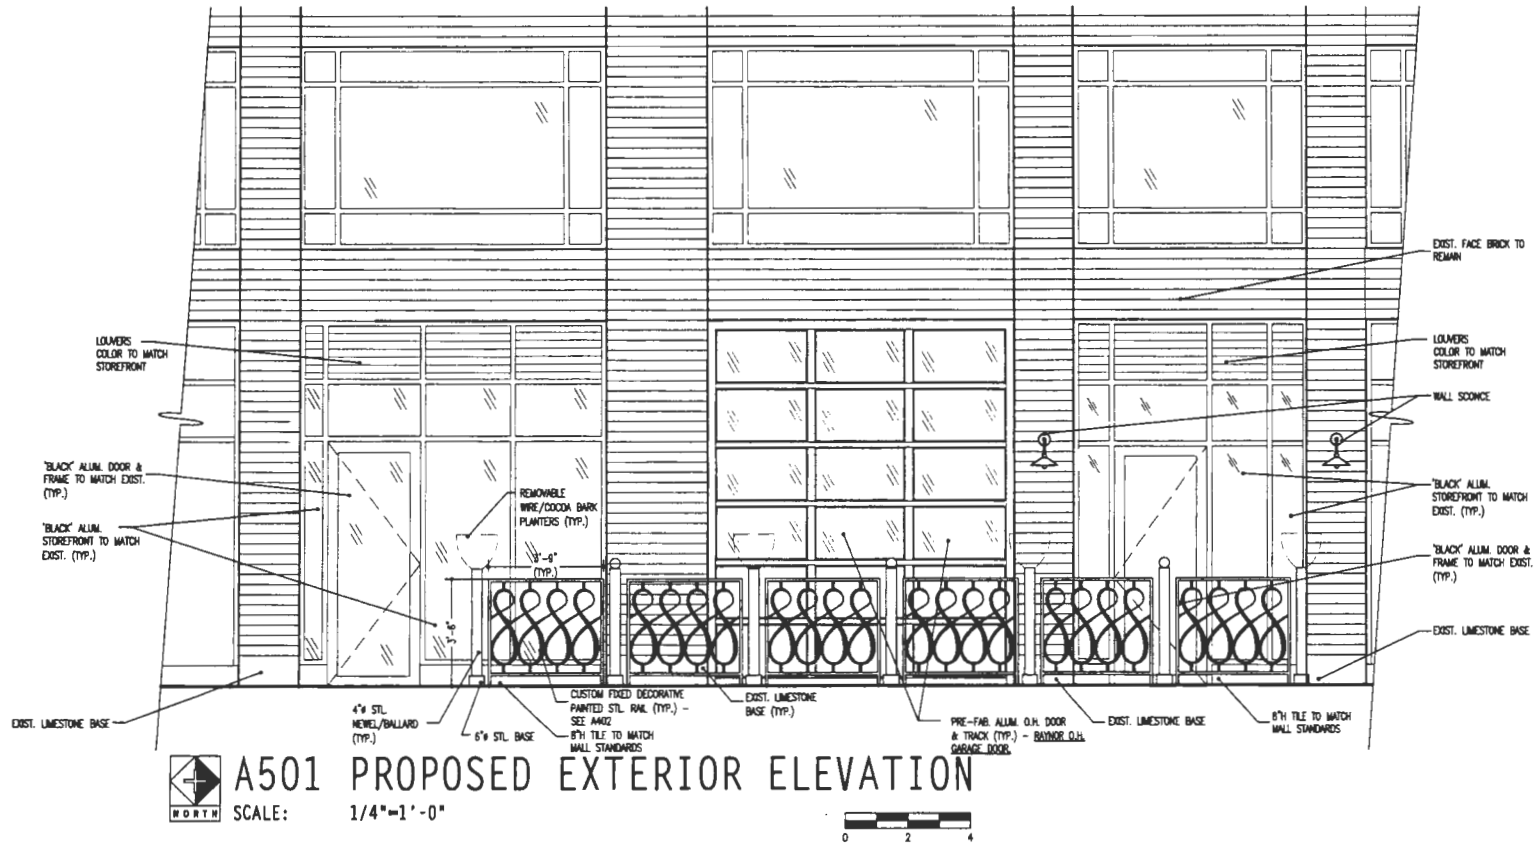 LOUVERS
COLOR TO MATCH
STOREFRONT
"BLACK" ALUM. DOOR &
FRAME TO MATCH EXIST.
(TYP.)
"BLACK" ALUM.
STOREFRONT TO MATCH
EXIST. (TYP.)
EXIST. LIMESTONE BASE
REMOVABLE
WIRE/COCOA BARK
PLANTERS (TYP.)
3'-9"
(TYP.)
3'-6"
4"ø STL.
NEWEL/BALLARD
(TYP.)
6"ø STL. BASE
CUSTOM FIXED DECORATIVE
PAINTED STL. RAIL (TYP.) -
SEE A402
8"H TILE TO MATCH
MALL STANDARDS
EXIST. LIMESTONE
BASE (TYP.)
PRE-FAB. ALUM. O.H. DOOR
& TRACK (TYP.) - RAYNOR O.H.
GARAGE DOOR.
EXIST. LIMESTONE BASE
8"H TILE TO MATCH
MALL STANDARDS
EXIST. FACE BRICK TO
REMAIN
LOUVERS
COLOR TO MATCH
STOREFRONT
WALL SCONCE
"BLACK" ALUM.
STOREFRONT TO MATCH
EXIST. (TYP.)
"BLACK" ALUM. DOOR &
FRAME TO MATCH EXIST.
(TYP.)
EXIST. LIMESTONE BASE
NORTH
A501 PROPOSED EXTERIOR ELEVATION
SCALE: 1/4"=1'-0"
0 2 4